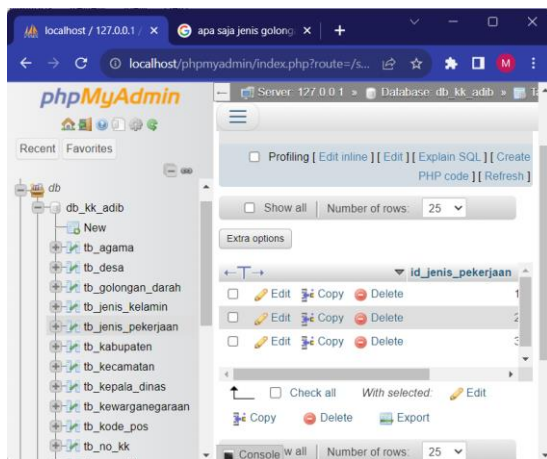 localhost / 127.0.0.1 /
apa saja jenis golong
localhost/phpmyadmin/index.php?route=/s...
M
phpMyAdmin
Recent Favorites
db
db_kk_adib
New
tb_agama
tb_desa
tb_golongan_darah
tb_jenis_kelamin
tb_jenis_pekerjaan
tb_kabupaten
tb_kecamatan
tb_kepala_dinas
tb_kewarganegaraan
tb_kode_pos
tb_no_kk
Server: 127.0.0.1 » Database: db_kk_adib »
Profiling [ Edit inline ] [ Edit ] [ Explain SQL ] [ Create
PHP code ] [ Refresh ]
Show all | Number of rows: 25
Extra options
←T→ id_jenis_pekerjaan
Edit Copy Delete 1
Edit Copy Delete 2
Edit Copy Delete 3
Check all With selected: Edit
Copy Delete Export
Console w all | Number of rows: 25